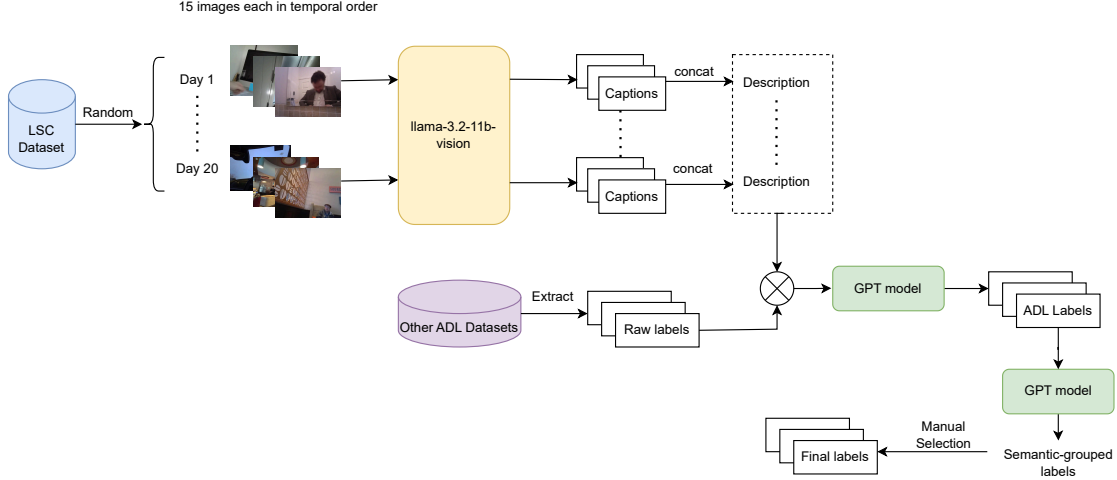 15 images each in temporal order
LSC
Dataset
Random
Day 1
Day 20
llama-3.2-11b-
vision
Captions
concat
Description
Captions
concat
Description
Other ADL Datasets
Extract
Raw labels
GPT model
ADL Labels
GPT model
Semantic-grouped
labels
Manual
Selection
Final labels